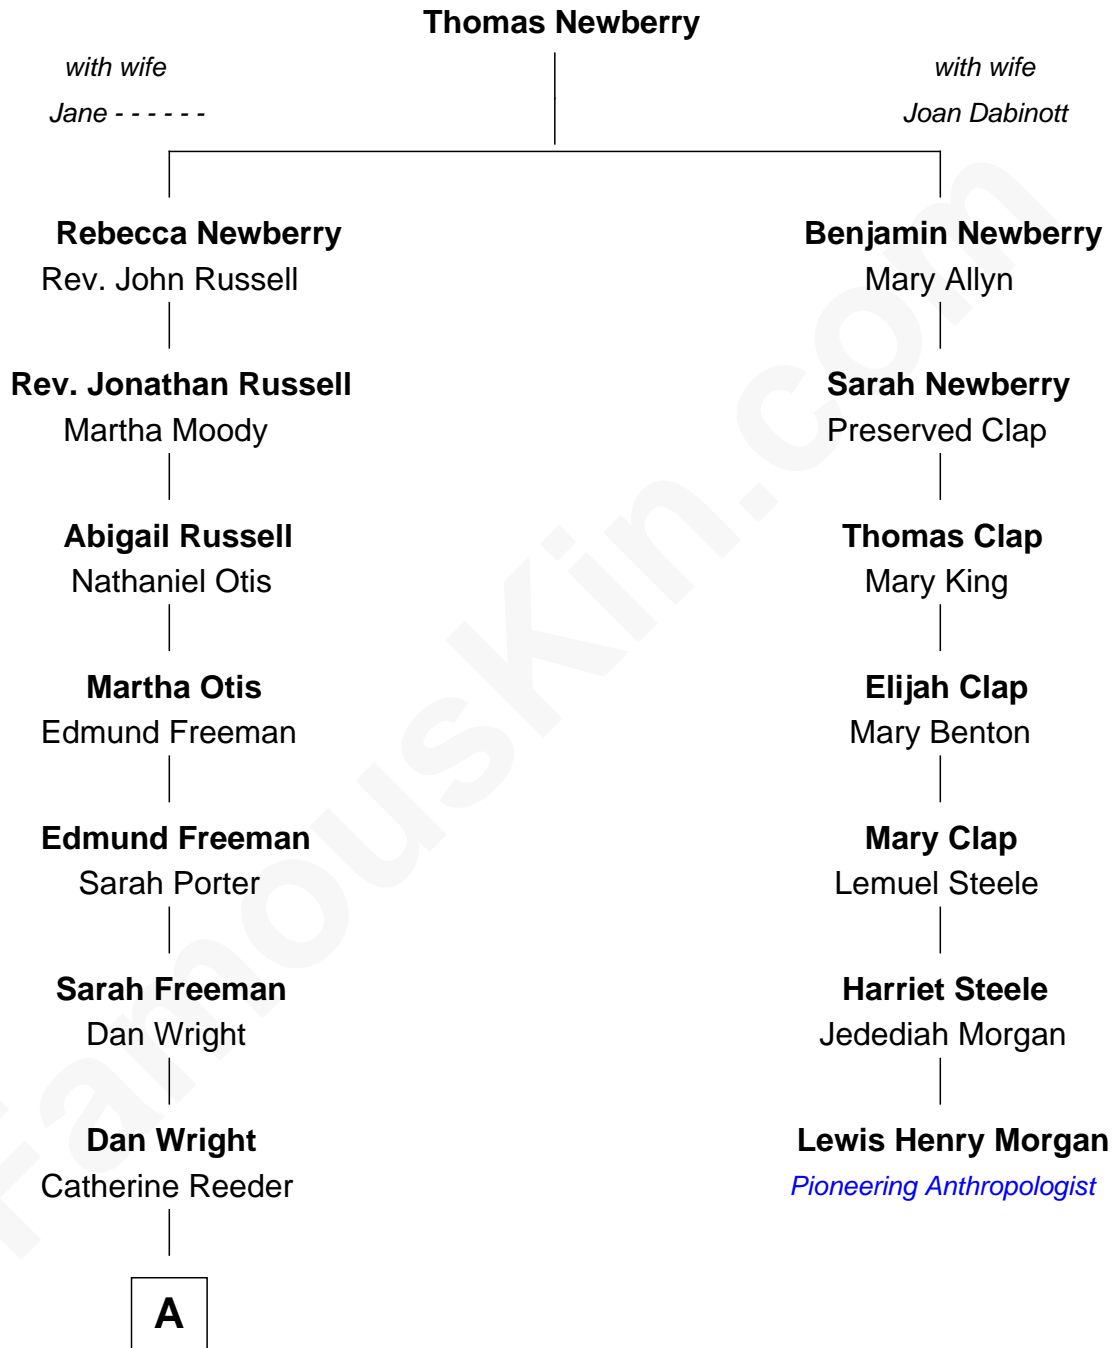 Thomas Newberry
with wife
Jane - - - - - -
with wife
Joan Dabinott
Rebecca Newberry
Rev. John Russell
Benjamin Newberry
Mary Allyn
Rev. Jonathan Russell
Martha Moody
Sarah Newberry
Preserved Clap
Abigail Russell
Nathaniel Otis
Thomas Clap
Mary King
Martha Otis
Edmund Freeman
Elijah Clap
Mary Benton
Edmund Freeman
Sarah Porter
Mary Clap
Lemuel Steele
Sarah Freeman
Dan Wright
Harriet Steele
Jedediah Morgan
Dan Wright
Catherine Reeder
Lewis Henry Morgan
Pioneering Anthropologist
A
FamousKin.com